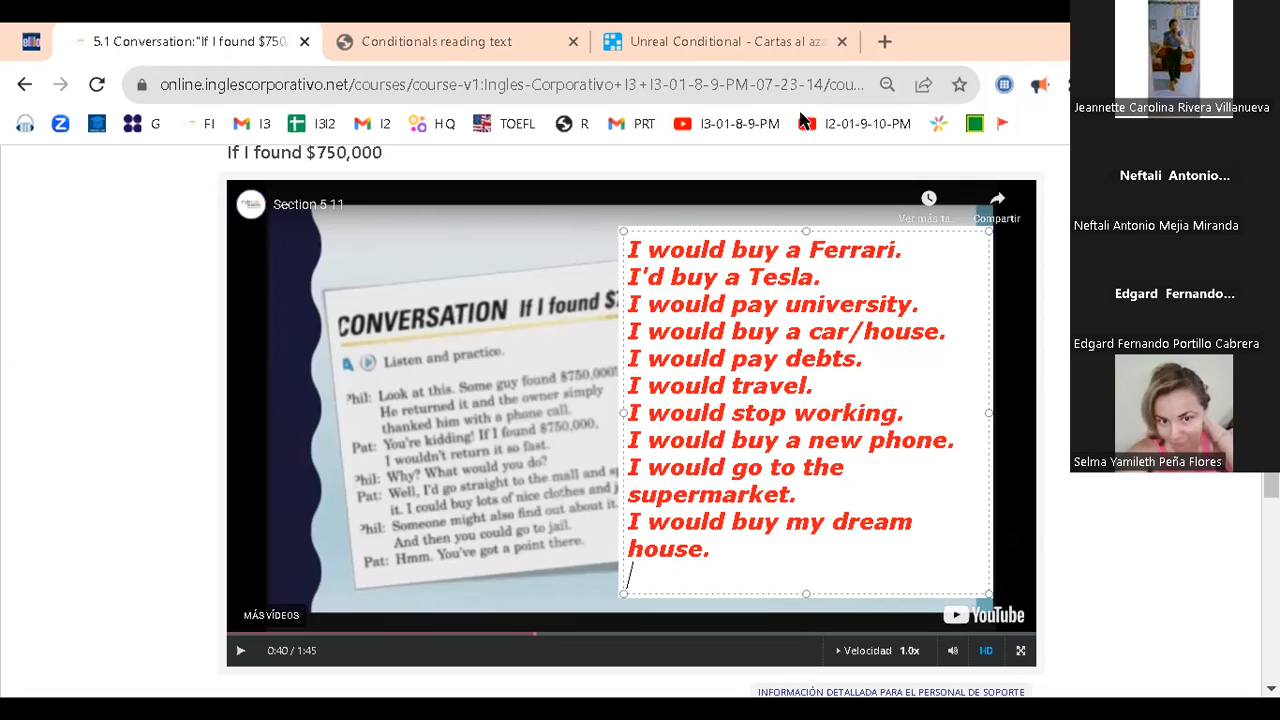 5.1 Conversation:"If I found $750,
Conditionals reading text
Unreal Conditional - Cartas al aza
online.inglescorporativo.net/courses/course-v1:Ingles-Corporativo+I3+I3-01-8-9-PM-07-23-14/cou...
G
FI
I3
I3I2
I2
HQ
TOEFL
R
PRT
I3-01-8-9-PM
I2-01-9-10-PM
If I found $750,000
Section 5 11
Ver más ta...
Compartir
CONVERSATION If I found $
A Listen and practice.
Phil: Look at this. Some guy found $750,000!
He returned it and the owner simply
thanked him with a phone call.
Pat: You're kidding! If I found $750,000,
I wouldn't return it so fast.
Phil: Why? What would you do?
Pat: Well, I'd go straight to the mall and
it. I could buy lots of nice clothes and
Phil: Someone might also find out about it.
And then you could go to jail.
Pat: Hmm. You've got a point there.
I would buy a Ferrari.
I'd buy a Tesla.
I would pay university.
I would buy a car/house.
I would pay debts.
I would travel.
I would stop working.
I would buy a new phone.
I would go to the
supermarket.
I would buy my dream
house.
MÁS VÍDEOS
YouTube
0:40 / 1:45
Velocidad 1.0x
HD
INFORMACIÓN DETALLADA PARA EL PERSONAL DE SOPORTE
Jeannette Carolina Rivera Villanueva
Neftali Antonio...
Neftali Antonio Mejia Miranda
Edgard Fernando...
Edgard Fernando Portillo Cabrera
Selma Yamileth Peña Flores